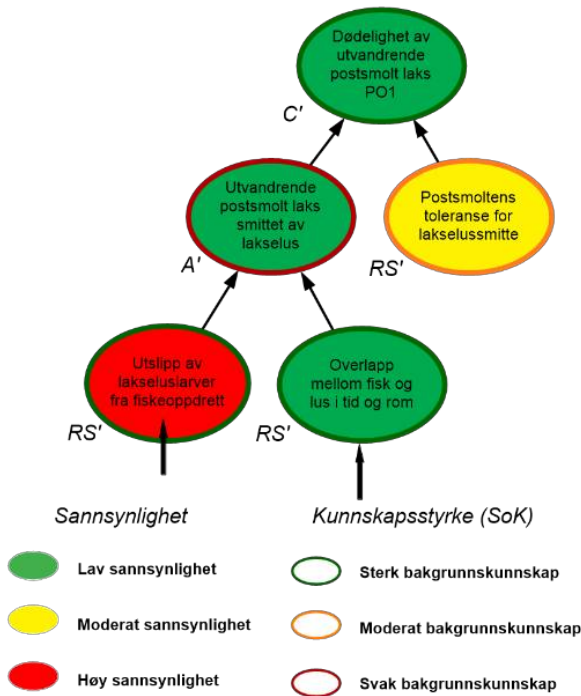 Dødelighet av
utvandrende
postsmolt laks
PO1
C'
Utvandrende
postsmolt laks
smittet av
lakselus
A'
Postsmoltens
toleranse for
lakselussmitte
RS'
Utslipp av
lakseluslarver
fra fiskeoppdrett
RS'
Overlapp
mellom fisk og
lus i tid og rom
RS'
Sannsynlighet
Kunnskapsstyrke (SoK)
Lav sannsynlighet
Sterk bakgrunnskunnskap
Moderat sannsynlighet
Moderat bakgrunnskunnskap
Høy sannsynlighet
Svak bakgrunnskunnskap